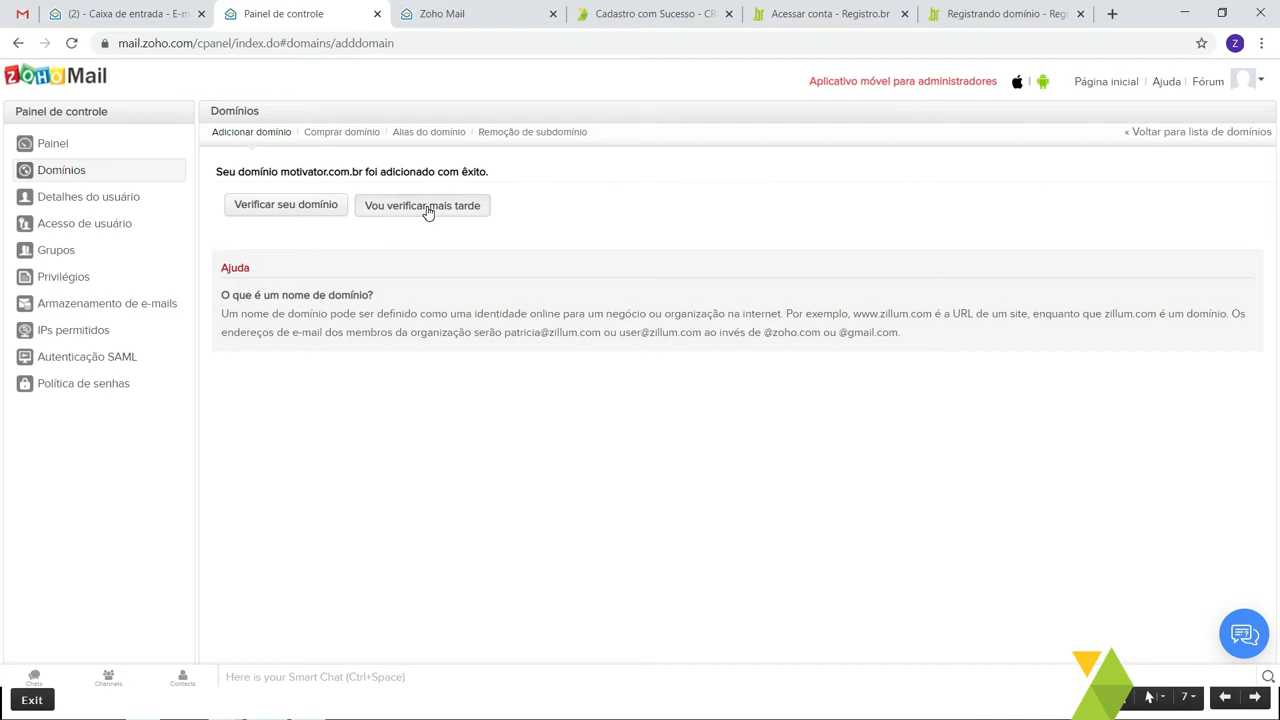 (2) - Caixa de entrada - E-m
Painel de controle
Zoho Mail
Cadastro com Sucesso - CR
Acessar conta - Registro.br
Registrando domínio - Reg
mail.zoho.com/cpanel/index.do#domains/adddomain
Z
ZOHO Mail
Aplicativo móvel para administradores
Página inicial
Ajuda
Fórum
Painel de controle
Domínios
Adicionar domínio
Comprar domínio
Alias do domínio
Remoção de subdomínio
« Voltar para lista de domínios
Painel
Domínios
Detalhes do usuário
Acesso de usuário
Grupos
Privilégios
Armazenamento de e-mails
IPs permitidos
Autenticação SAML
Política de senhas
Seu domínio motivator.com.br foi adicionado com êxito.
Verificar seu domínio
Vou verificar mais tarde
Ajuda
O que é um nome de domínio?
Um nome de domínio pode ser definido como uma identidade online para um negócio ou organização na internet. Por exemplo, www.zillum.com é a URL de um site, enquanto que zillum.com é um domínio. Os
endereços de e-mail dos membros da organização serão patricia@zillum.com ou user@zillum.com ao invés de @zoho.com ou @gmail.com.
Chats
Channels
Contacts
Here is your Smart Chat (Ctrl+Space)
Exit
7